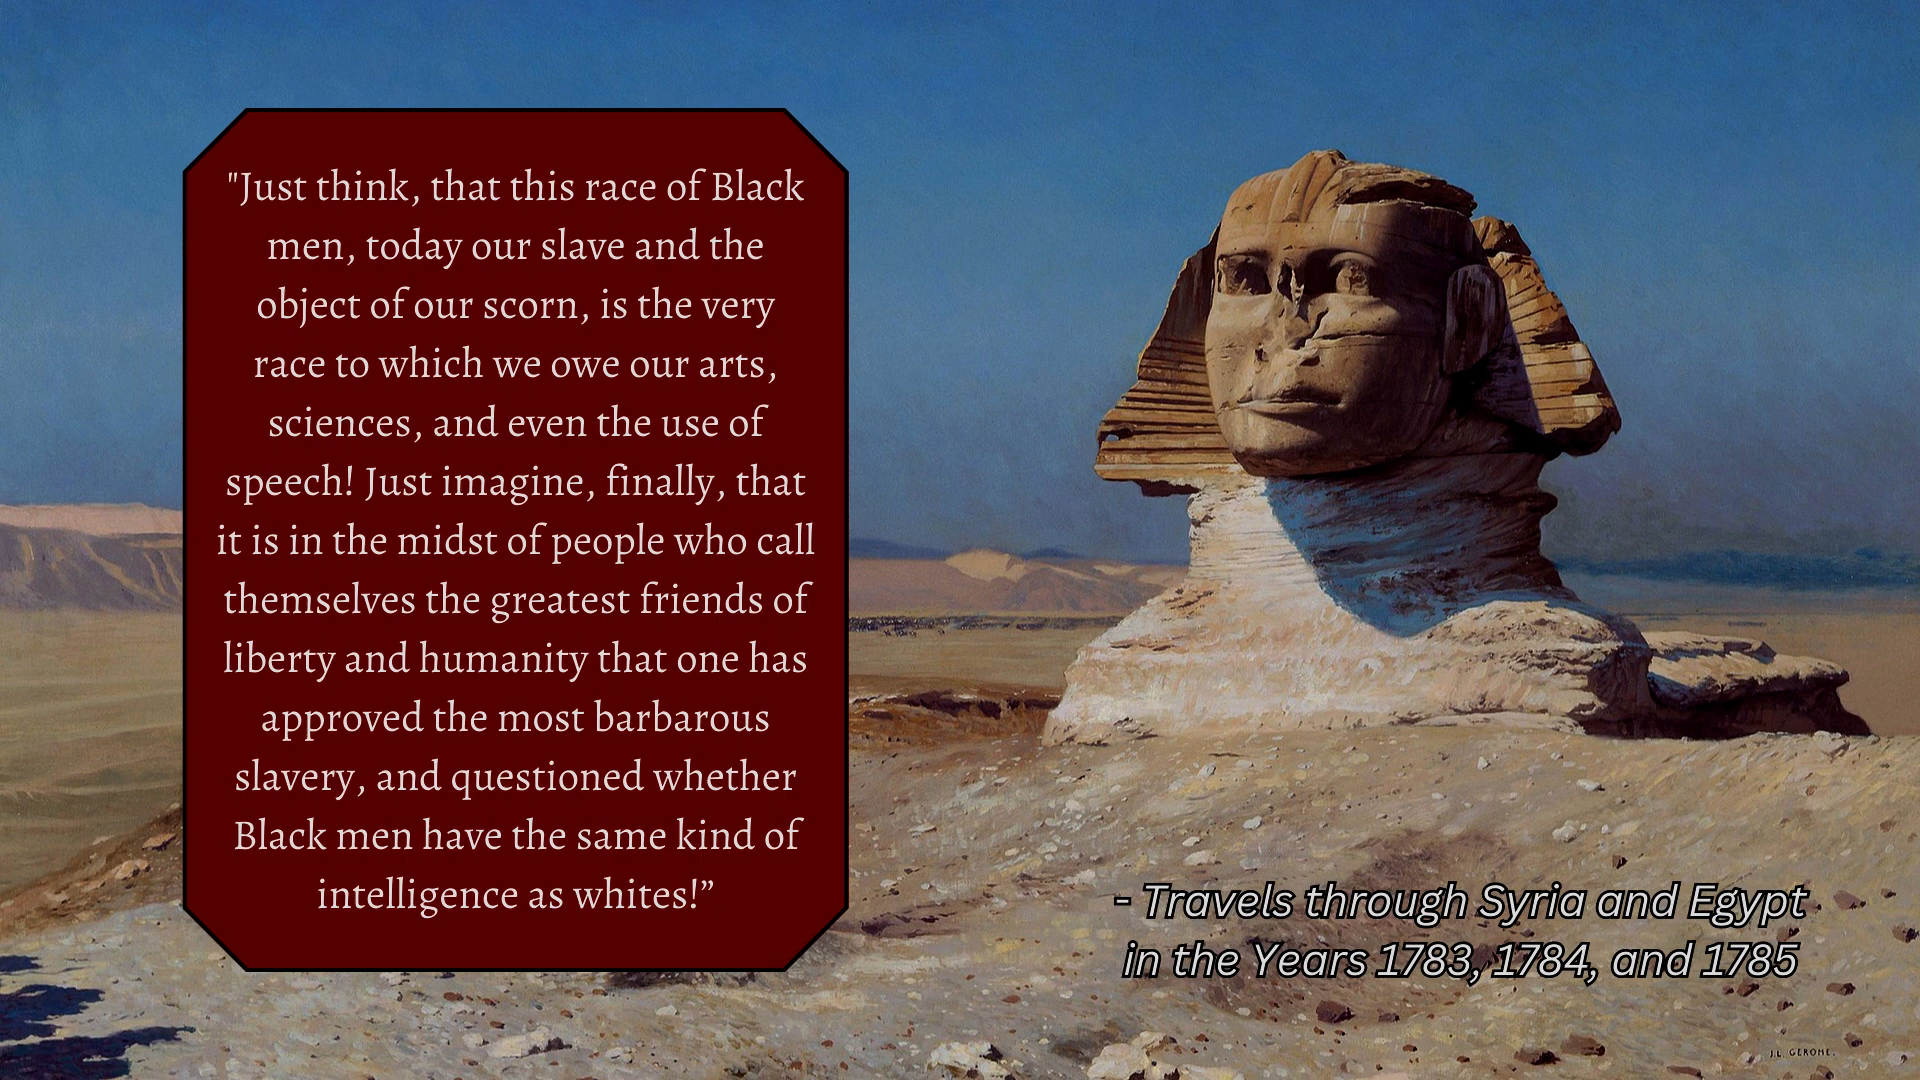 "Just think, that this race of Black
men, today our slave and the
object of our scorn, is the very
race to which we owe our arts,
sciences, and even the use of
speech! Just imagine, finally, that
it is in the midst of people who call
themselves the greatest friends of
liberty and humanity that one has
approved the most barbarous
slavery, and questioned whether
Black men have the same kind of
intelligence as whites!”
- Travels through Syria and Egypt
in the Years 1783, 1784, and 1785
J.L. GEROME.